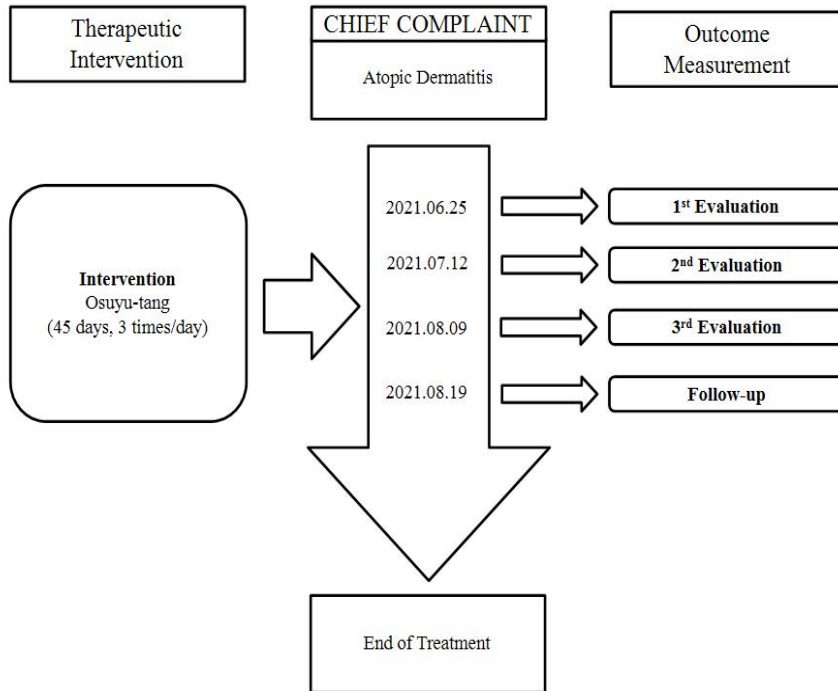 Therapeutic
Intervention
CHIEF COMPLAINT
Atopic Dermatitis
Outcome
Measurement
Intervention
Osuyu-tang
(45 days, 3 times/day)
2021.06.25
1st Evaluation
2021.07.12
2nd Evaluation
2021.08.09
3rd Evaluation
2021.08.19
Follow-up
End of Treatment